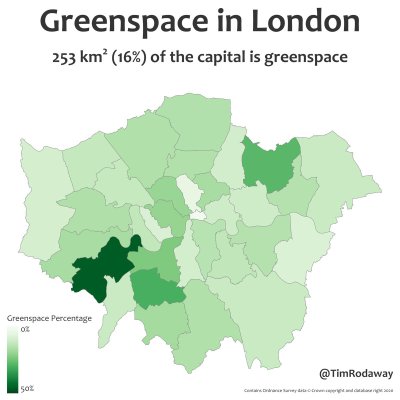 Greenspace in London
253 km² (16%) of the capital is greenspace
Greenspace Percentage
0%
50%
@TimRodaway
Contains Ordnance Survey data © Crown copyright and database right 2020